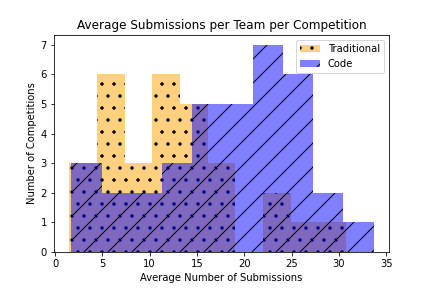 Average Submissions per Team per Competition
Traditional
Code
Number of Competitions
7
6
5
4
3
2
1
0
0 5 10 15 20 25 30 35
Average Number of Submissions